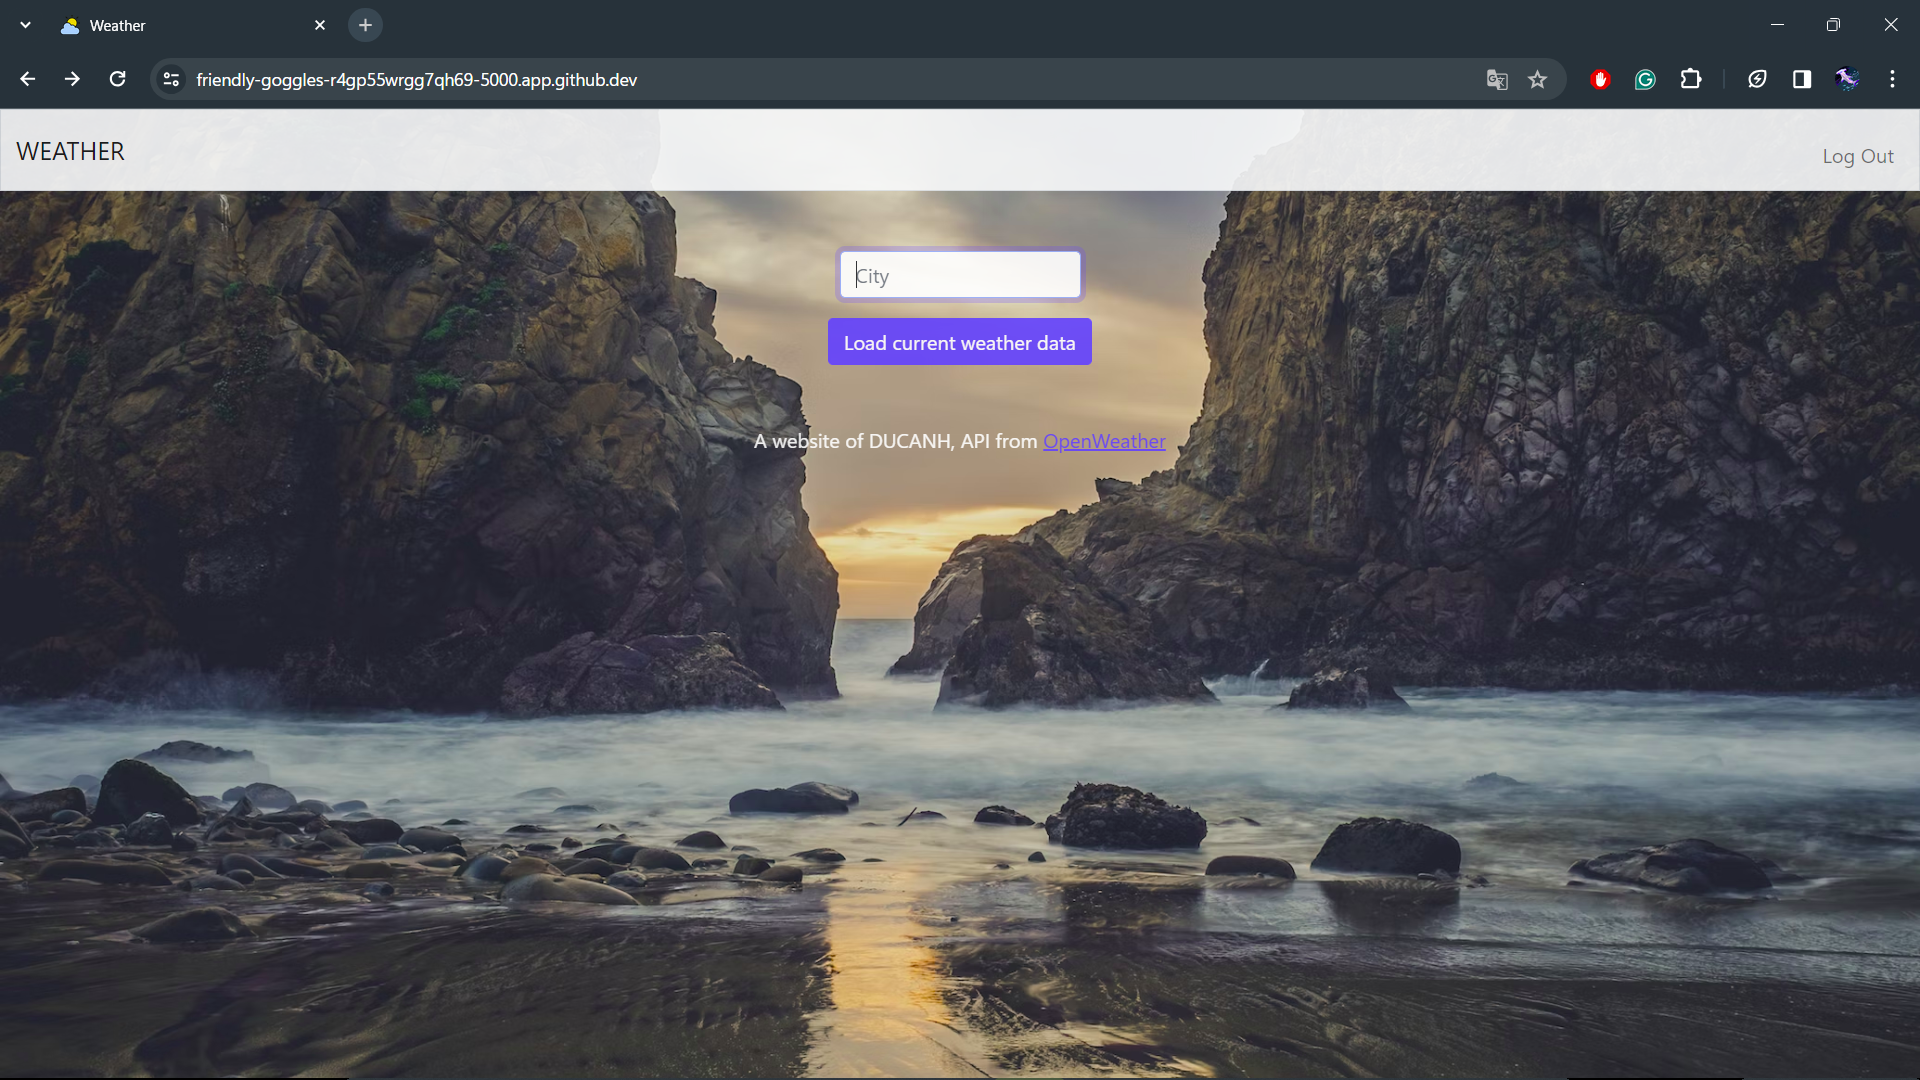 Weather
friendly-goggles-r4gp55wrgg7qh69-5000.app.github.dev
WEATHER
Log Out
City
Load current weather data
A website of DUCANH, API from OpenWeather